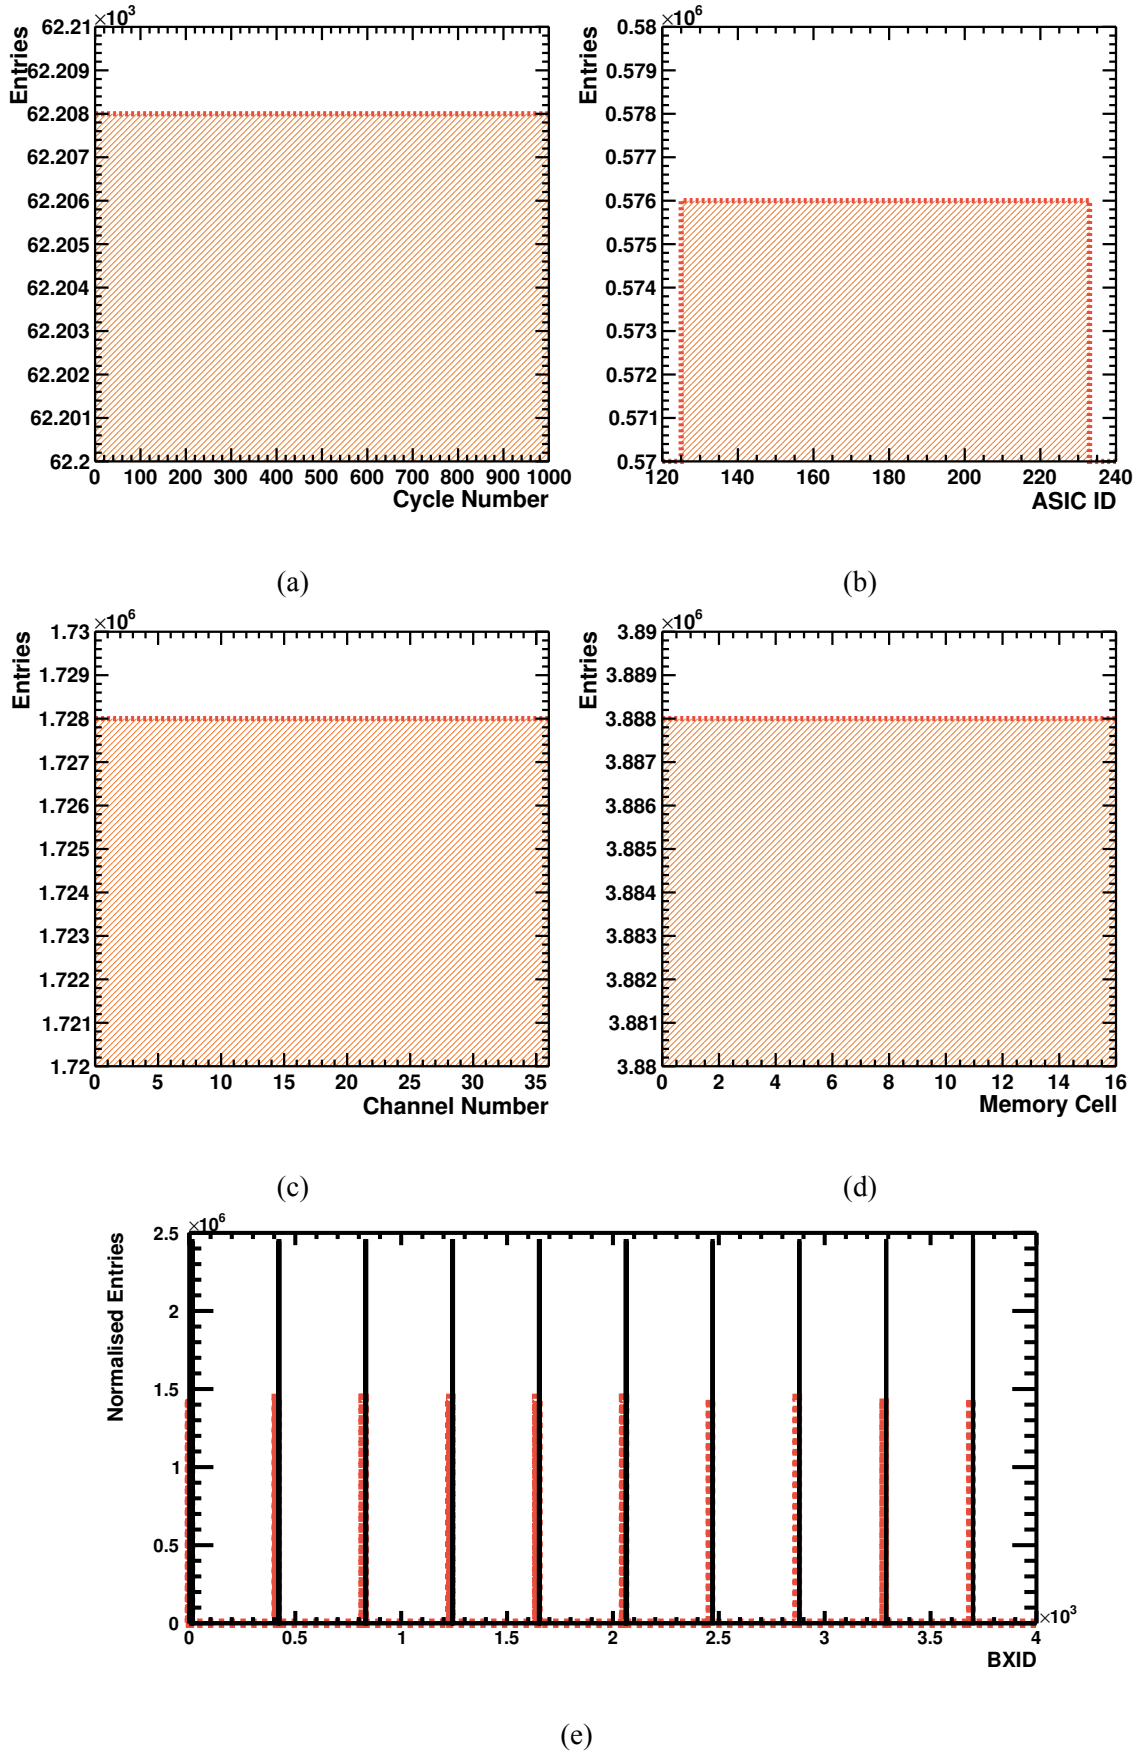 ×10³
Entries
62.21
62.209
62.208
62.207
62.206
62.205
62.204
62.203
62.202
62.201
62.2
0 100 200 300 400 500 600 700 800 900 1000
Cycle Number
(a)
×10⁶
Entries
0.58
0.579
0.578
0.577
0.576
0.575
0.574
0.573
0.572
0.571
0.57
120 140 160 180 200 220 240
ASIC ID
(b)
×10⁶
Entries
1.73
1.729
1.728
1.727
1.726
1.725
1.724
1.723
1.722
1.721
1.72
0 5 10 15 20 25 30 35
Channel Number
(c)
×10⁶
Entries
3.89
3.889
3.888
3.887
3.886
3.885
3.884
3.883
3.882
3.881
3.88
0 2 4 6 8 10 12 14 16
Memory Cell
(d)
×10⁶
Normalised Entries
2.5
2
1.5
1
0.5
0
0 0.5 1 1.5 2 2.5 3 3.5 4
×10³
BXID
(e)